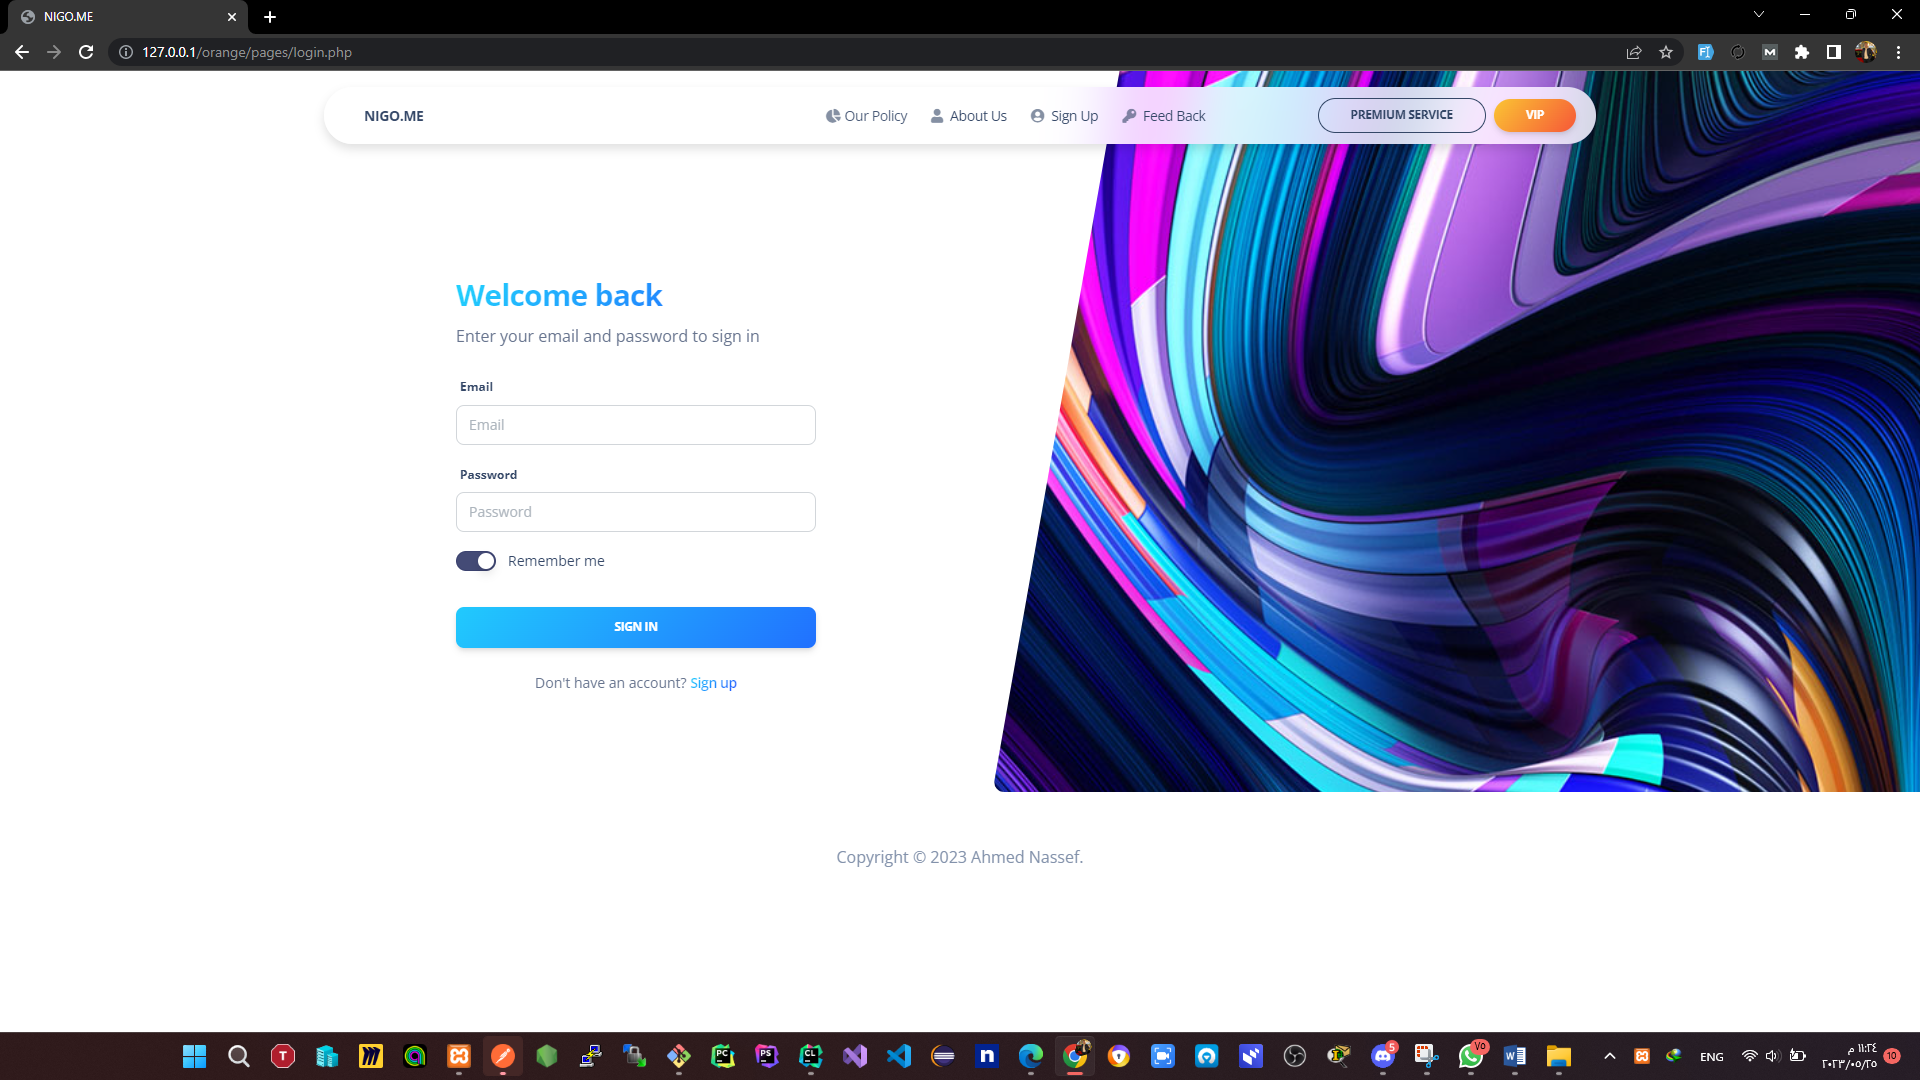 NIGO.ME
127.0.0.1/orange/pages/login.php
NIGO.ME
Our Policy
About Us
Sign Up
Feed Back
PREMIUM SERVICE
VIP
Welcome back
Enter your email and password to sign in
Email
Email
Password
Password
Remember me
SIGN IN
Don't have an account? Sign up
Copyright © 2023 Ahmed Nassef.
ENG
١١:٢٤ م
٢٠٢٣/٠٥/٢٥
10
5
٧٥